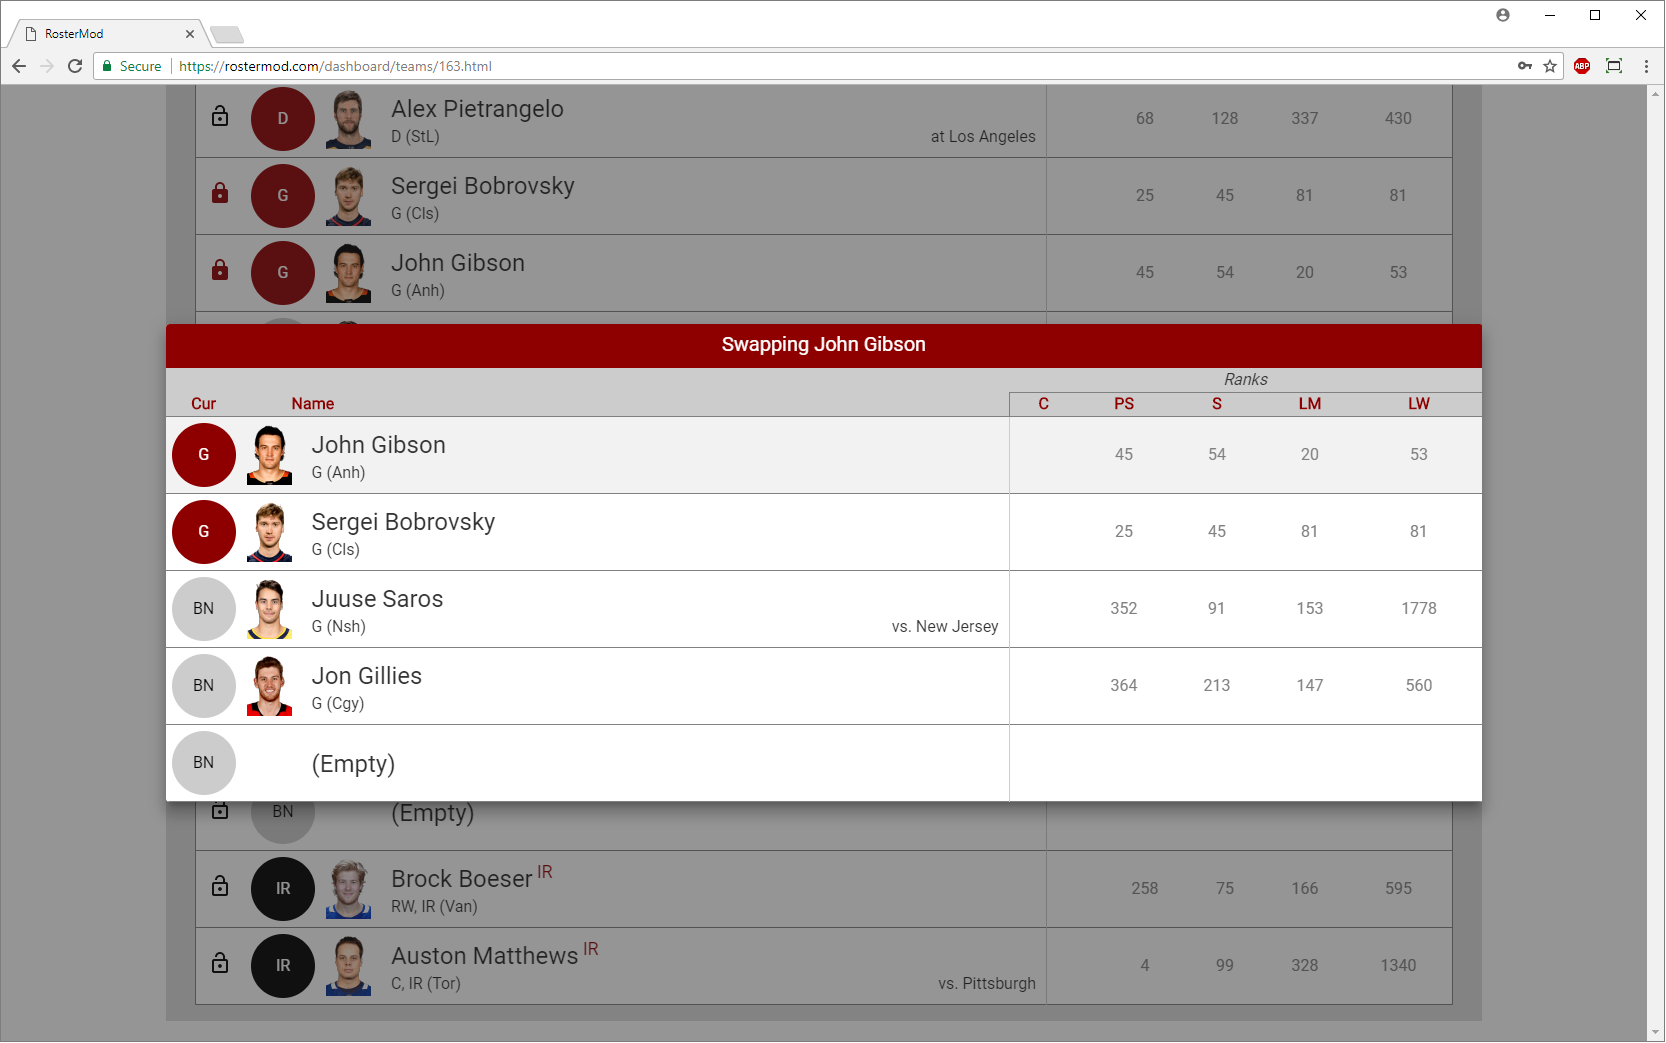 RosterMod
Secure https://rostermod.com/dashboard/teams/163.html
ABP
D Alex Pietrangelo 68 128 337 430
D (StL) at Los Angeles
G Sergei Bobrovsky 25 45 81 81
G (Cls)
G John Gibson 45 54 20 53
G (Anh)
Swapping John Gibson
Ranks
Cur Name C PS S LM LW
G John Gibson 45 54 20 53
G (Anh)
G Sergei Bobrovsky 25 45 81 81
G (Cls)
BN Juuse Saros 352 91 153 1778
G (Nsh) vs. New Jersey
BN Jon Gillies 364 213 147 560
G (Cgy)
BN (Empty)
BN (Empty)
IR Brock Boeser IR 258 75 166 595
RW, IR (Van)
IR Auston Matthews IR 4 99 328 1340
C, IR (Tor) vs. Pittsburgh